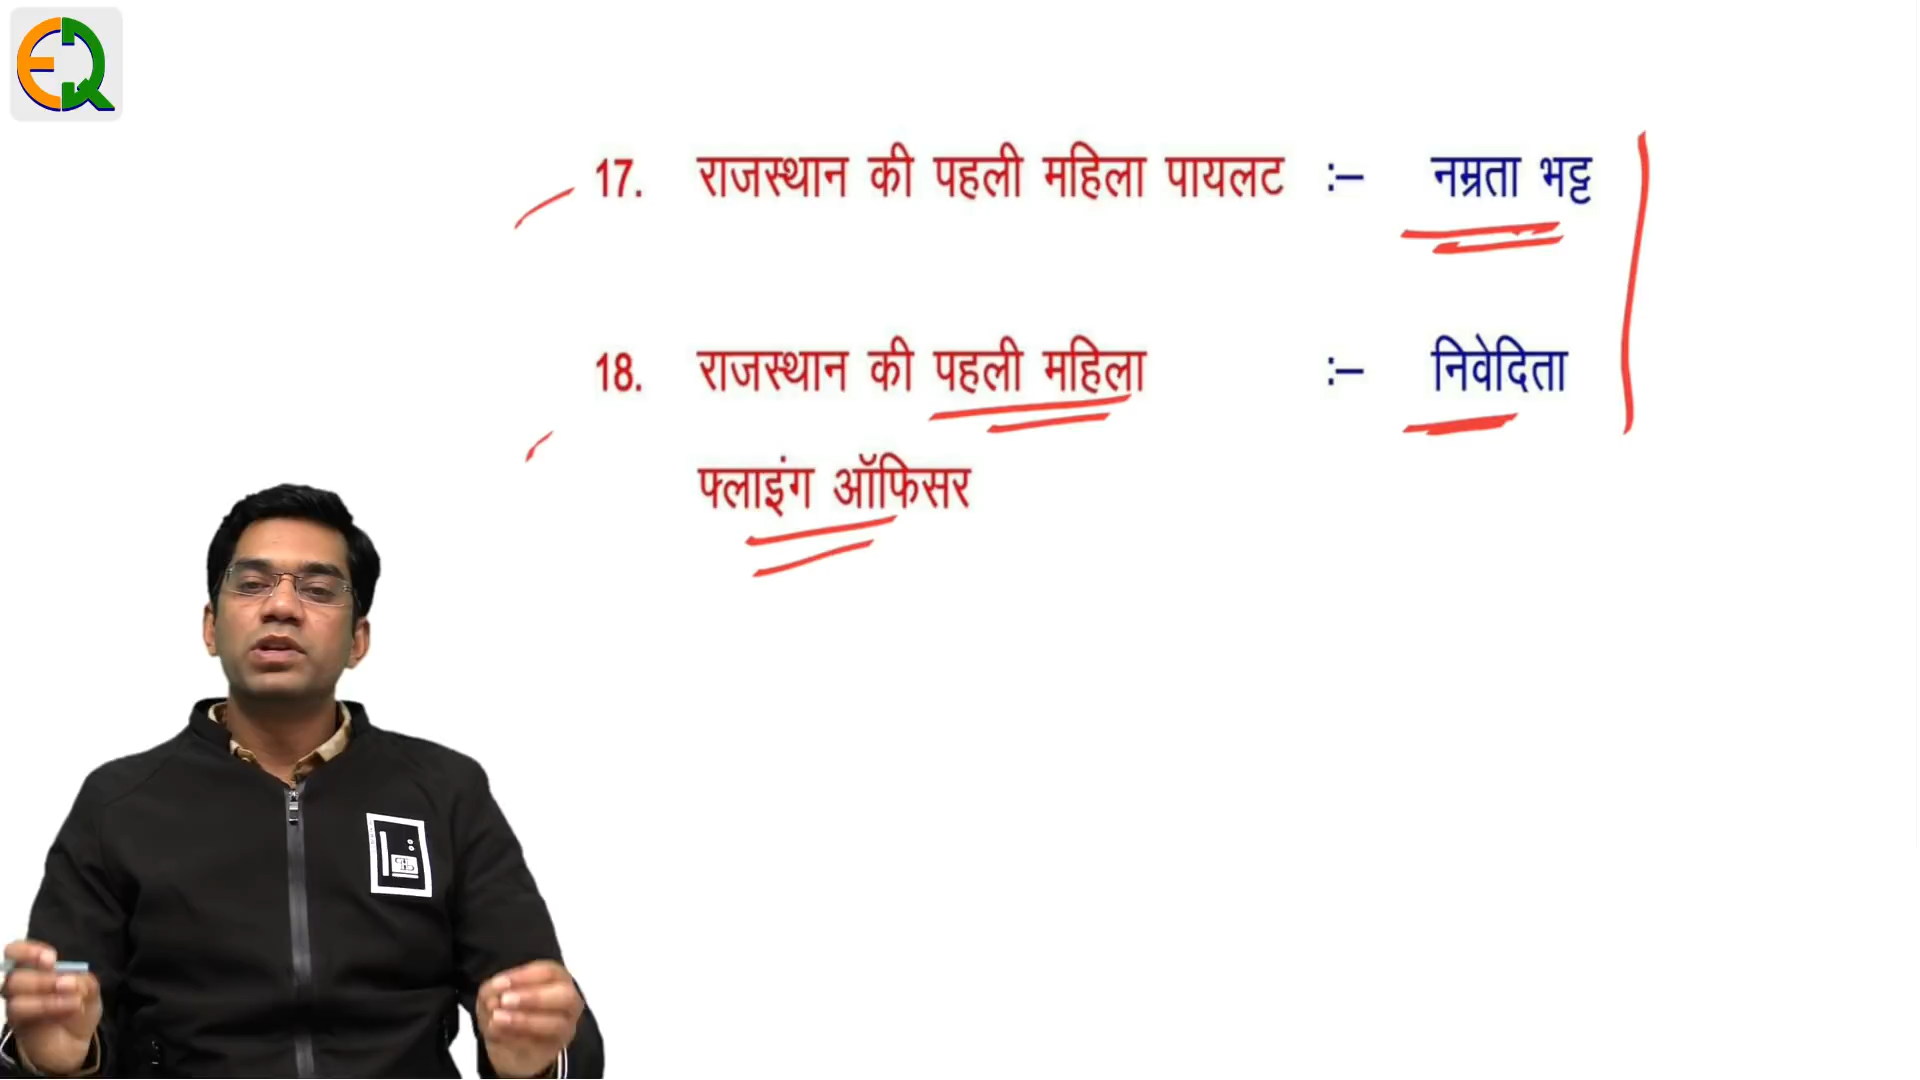 17. राजस्थान की पहली महिला पायलट :– नम्रता भट्ट
18. राजस्थान की पहली महिला :– निवेदिता
फ्लाइंग ऑफिसर